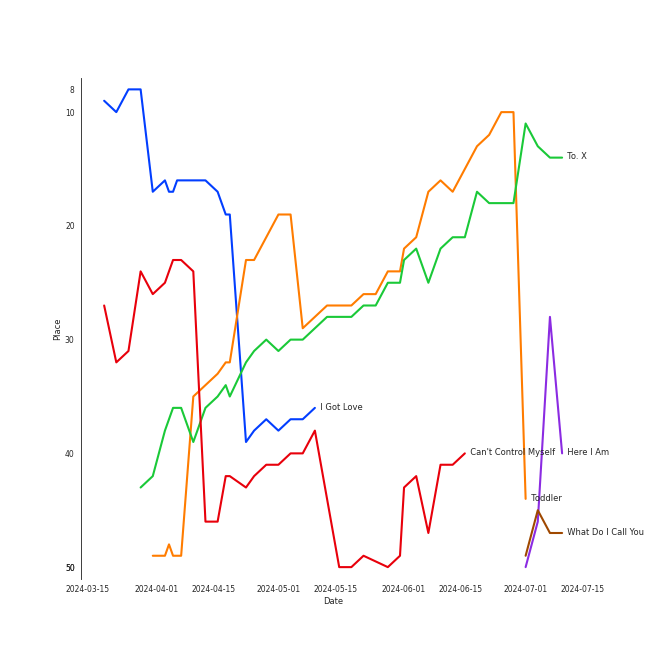 8
10
20
30
40
50
Place
To. X
I Got Love
Can't Control Myself
Here I Am
Toddler
What Do I Call You
2024-03-15
2024-04-01
2024-04-15
2024-05-01
2024-05-15
2024-06-01
2024-06-15
2024-07-01
2024-07-15
Date